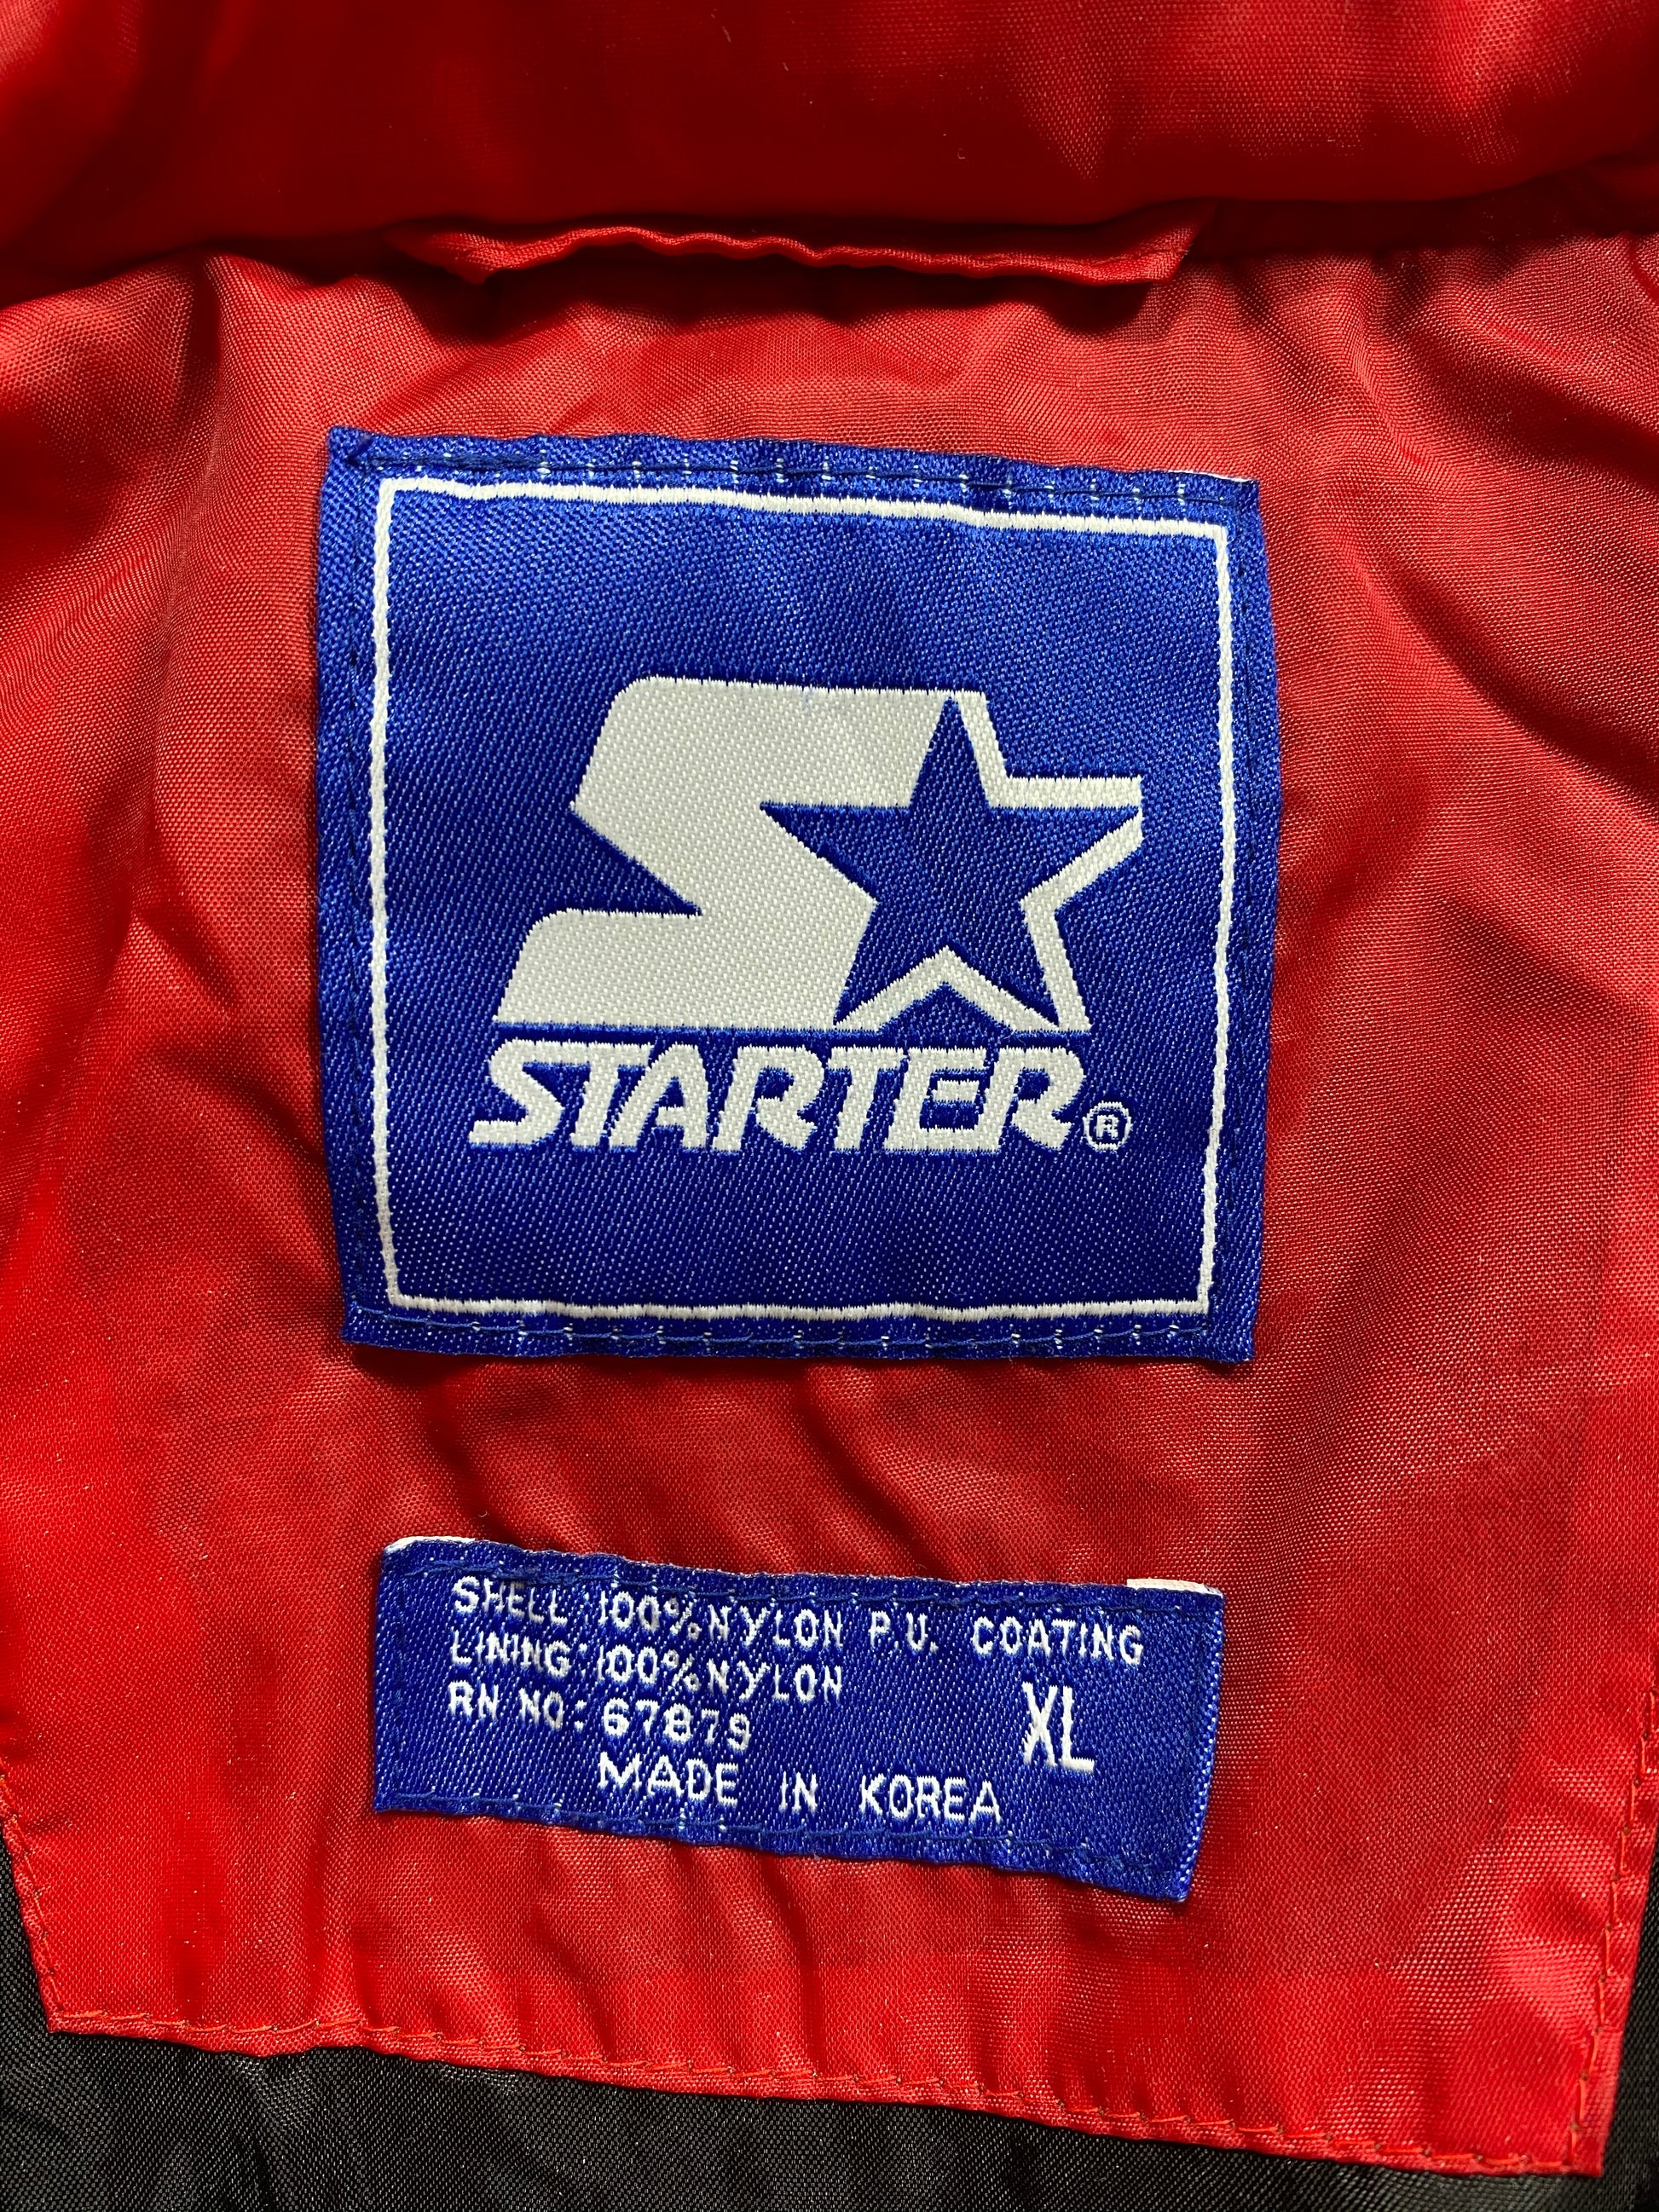 STARTER®
SHELL:100% NYLON P.U. COATING
LINING:100% NYLON
RN NO:67879
XL
MADE IN KOREA